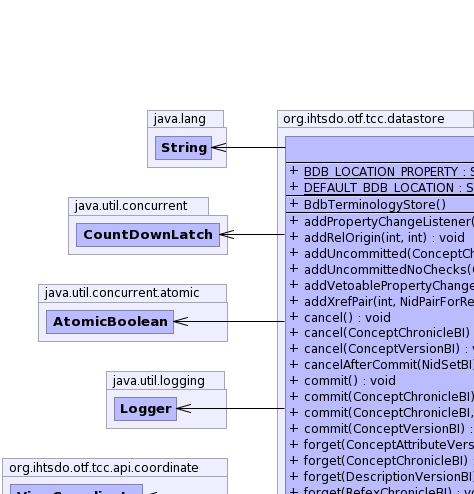 java.lang
String
java.util.concurrent
CountDownLatch
java.util.concurrent.atomic
AtomicBoolean
java.util.logging
Logger
org.ihtsdo.otf.tcc.api.coordinate
org.ihtsdo.otf.tcc.datastore
+ BDB_LOCATION_PROPERTY : S
+ DEFAULT_BDB_LOCATION : S
+ BdbTerminologyStore()
+ addPropertyChangeListener(
+ addRelOrigin(int, int) : void
+ addUncommitted(ConceptCh
+ addUncommittedNoChecks(C
+ addVetoablePropertyChange
+ addXrefPair(int, NidPairForRe
+ cancel() : void
+ cancel(ConceptChronicleBI)
+ cancel(ConceptVersionBI) : v
+ cancelAfterCommit(NidSetBI)
+ commit() : void
+ commit(ConceptChronicleBI)
+ commit(ConceptChronicleBI,
+ commit(ConceptVersionBI) :
+ forget(ConceptAttributeVers
+ forget(ConceptChronicleBI) :
+ forget(DescriptionVersionBI)
+ forget(RefexChronicleBI) : vo